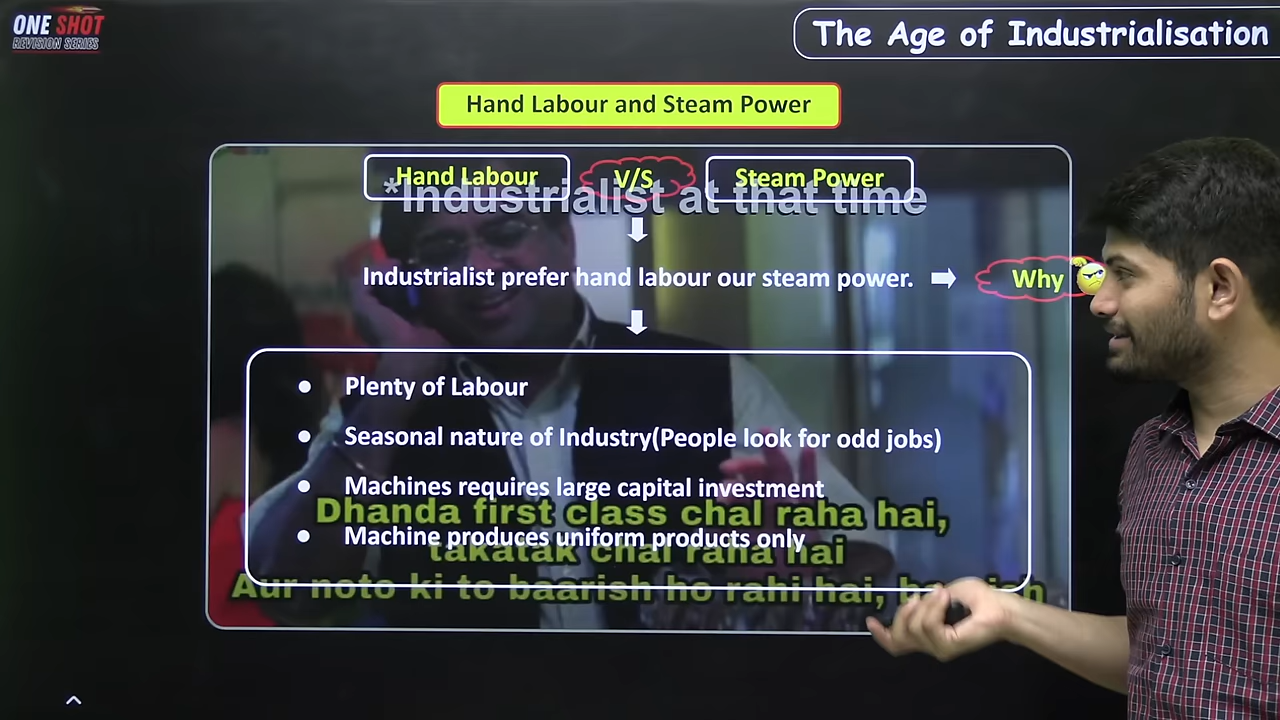 ONE SHOT
REVISION SERIES
The Age of Industrialisation
Hand Labour and Steam Power
Hand Labour V/S Steam Power
*Industrialist at that time
Industrialist prefer hand labour our steam power. Why
• Plenty of Labour
• Seasonal nature of Industry(People look for odd jobs)
• Machines requires large capital investment
Dhanda first class chal raha hai,
• Machine produces uniform products only
takatak chal raha hai
Aur noto ki to baarish ho rahi hai,